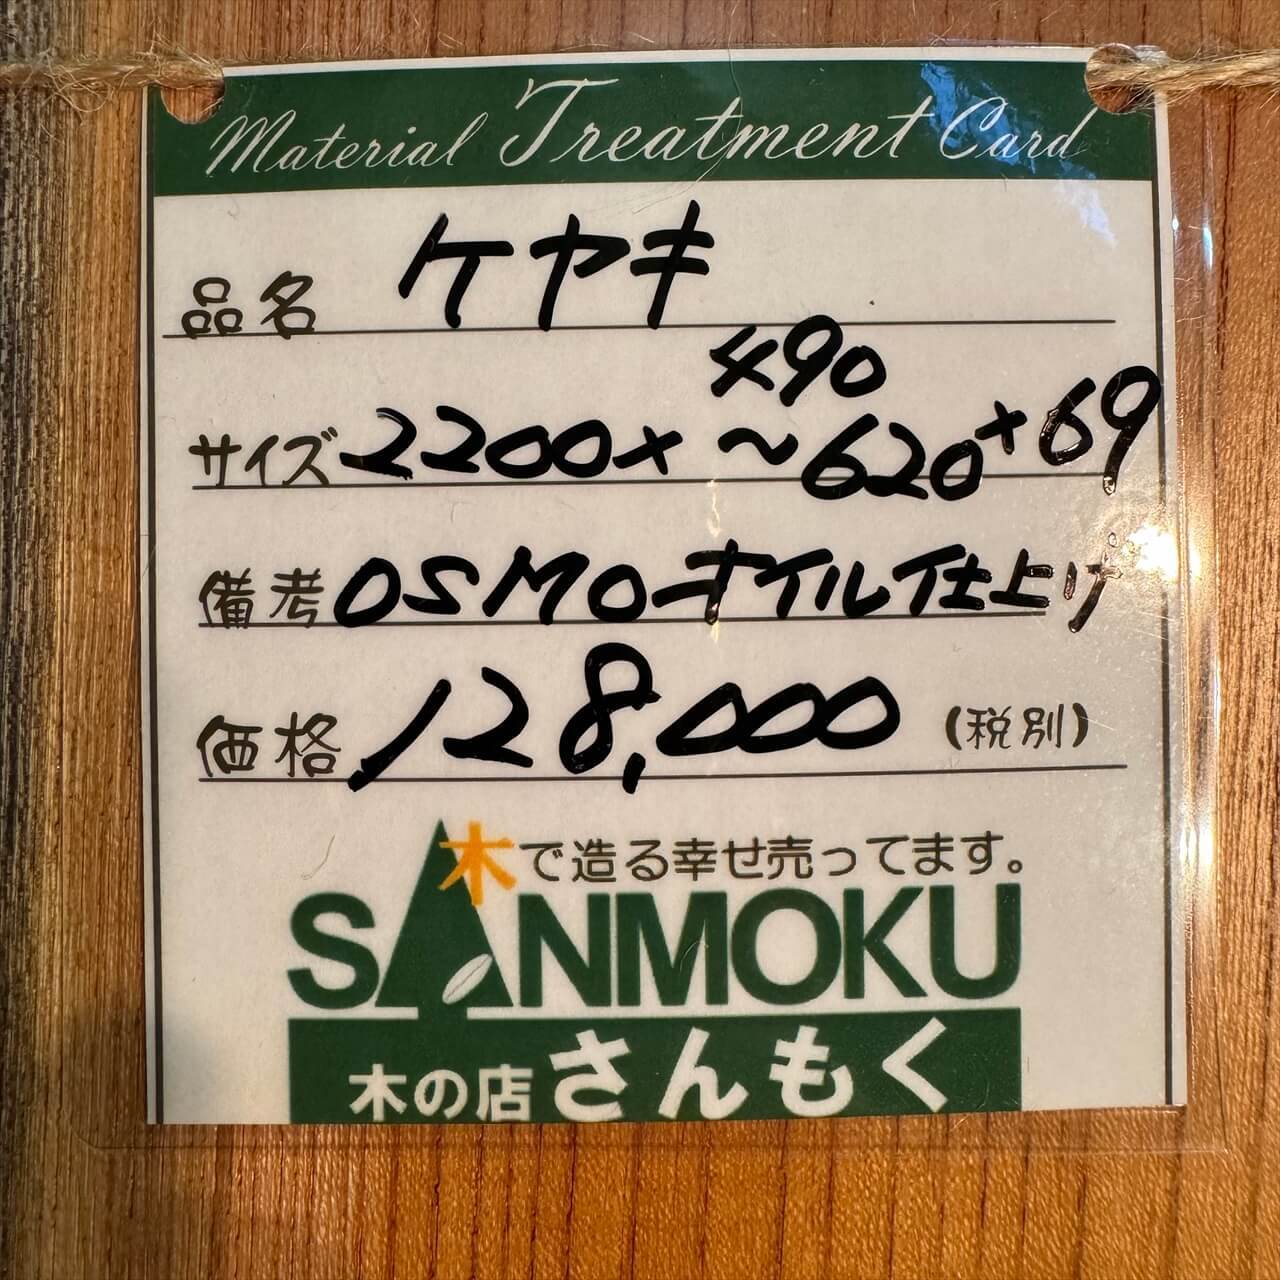 Material Treatment Card
品名 ケヤキ
サイズ 2200× 490～620×69
備考 OSMOオイル仕上げ
価格 128,000 (税別)
木で造る幸せ売ってます。
SANMOKU
木の店 さんもく